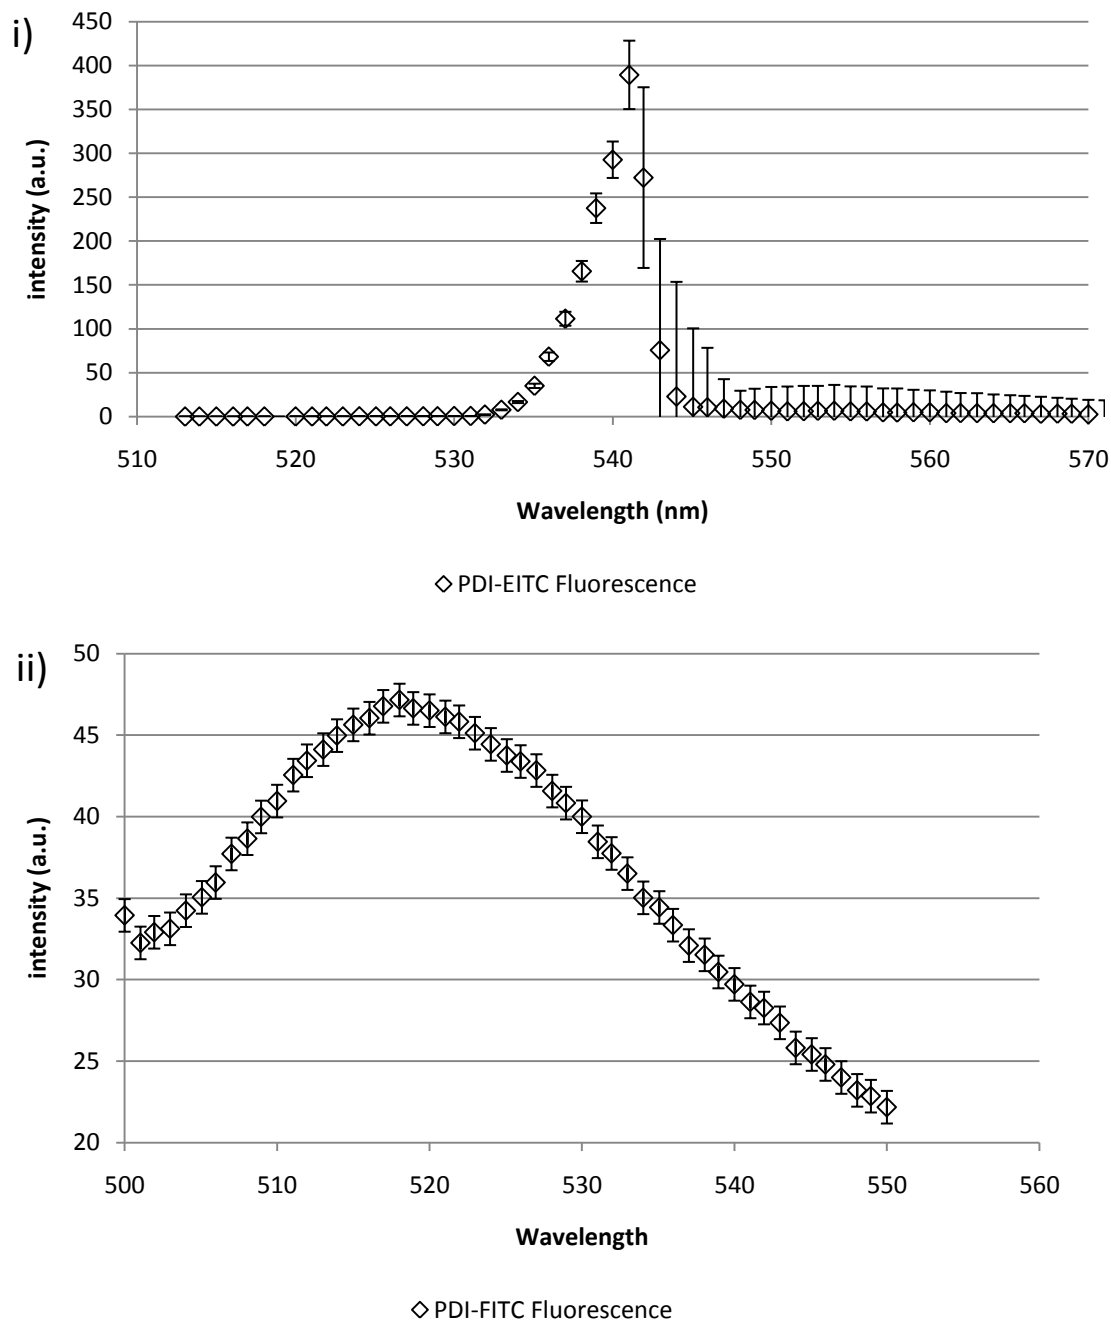 i)
450
400
350
300
250
200
150
100
50
0
intensity (a.u.)
510 520 530 540 550 560 570
Wavelength (nm)
PDI-EITC Fluorescence
ii)
50
45
40
35
30
25
20
intensity (a.u.)
500 510 520 530 540 550 560
Wavelength
PDI-FITC Fluorescence